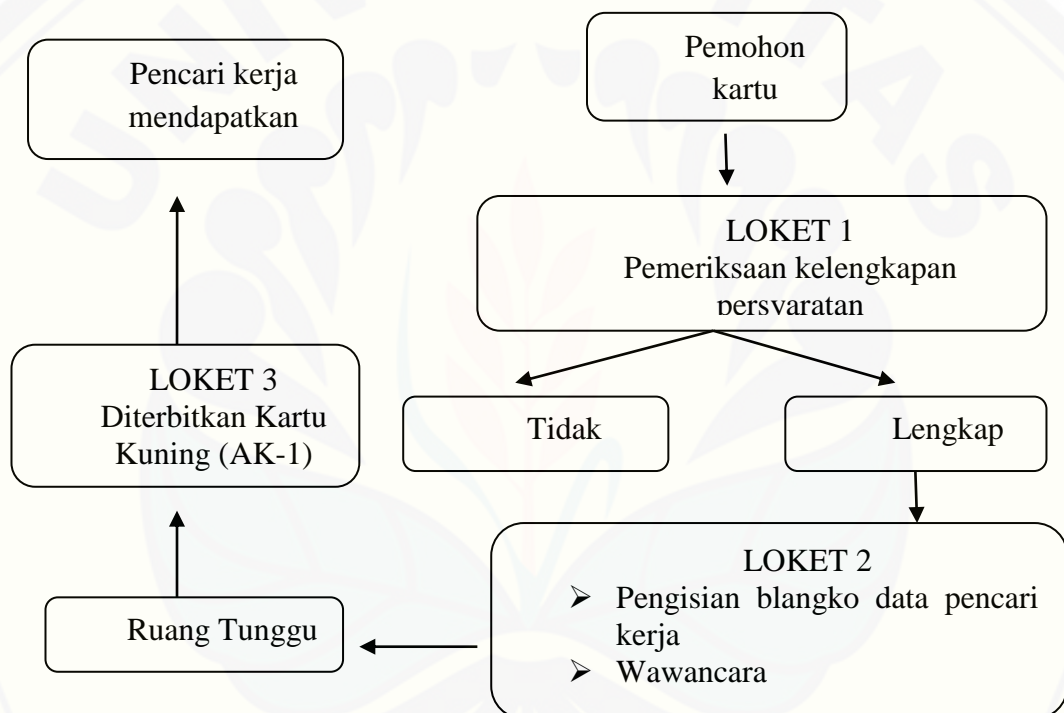 Pemohon
kartu
LOKET 1
Pemeriksaan kelengkapan
persyaratan
Tidak
Lengkap
LOKET 2
➢ Pengisian blangko data pencari
kerja
➢ Wawancara
Ruang Tunggu
LOKET 3
Diterbitkan Kartu
Kuning (AK-1)
Pencari kerja
mendapatkan